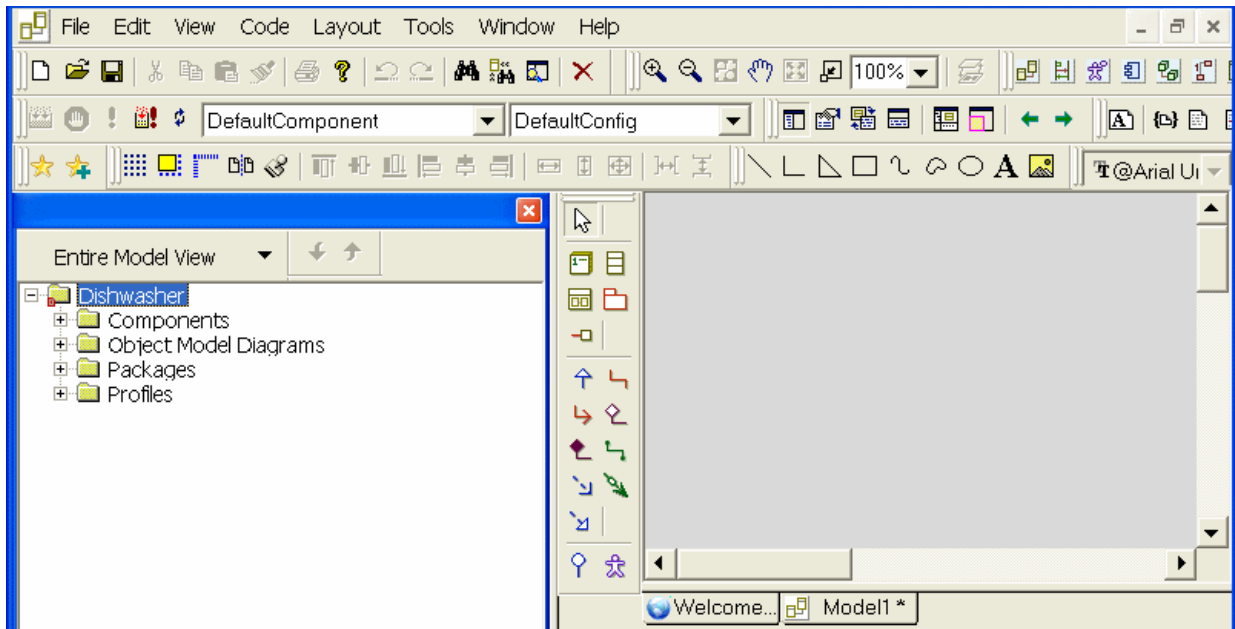 File Edit View Code Layout Tools Window Help
100%
DefaultComponent DefaultConfig
@Arial U
Entire Model View
Dishwasher
Components
Object Model Diagrams
Packages
Profiles
Welcome... Model1 *